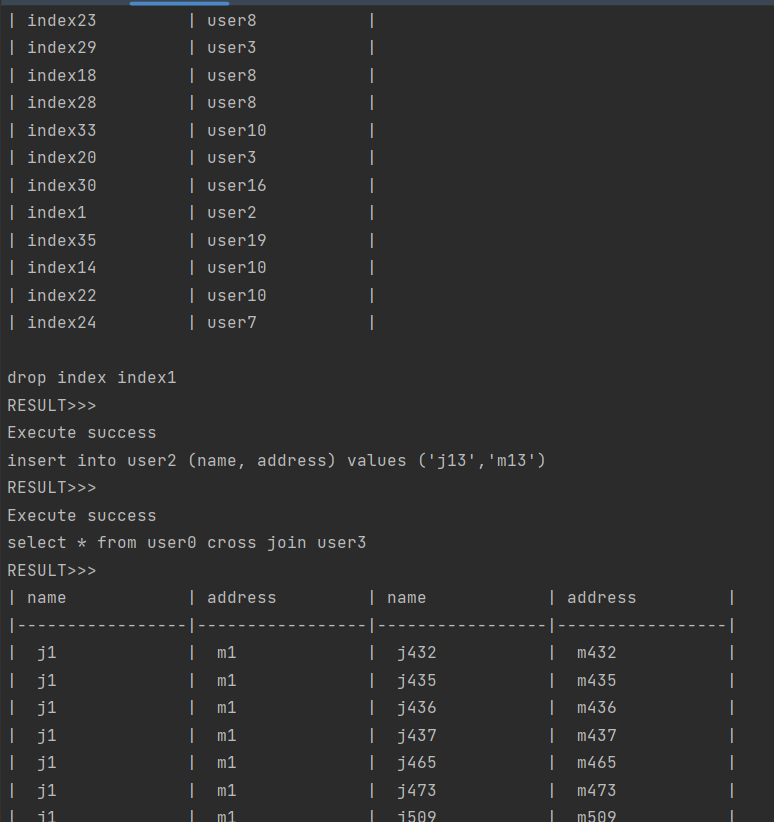 | index23         | user8           |
| index29         | user3           |
| index18         | user8           |
| index28         | user8           |
| index33         | user10          |
| index20         | user3           |
| index30         | user16          |
| index1          | user2           |
| index35         | user19          |
| index14         | user10          |
| index22         | user10          |
| index24         | user7           |
drop index index1
RESULT>>>
Execute success
insert into user2 (name, address) values ('j13','m13')
RESULT>>>
Execute success
select * from user0 cross join user3
RESULT>>>
| name            | address         | name            | address         |
|-----------------|-----------------|-----------------|-----------------|
|  j1             |  m1             |  j432           |  m432           |
|  j1             |  m1             |  j435           |  m435           |
|  j1             |  m1             |  j436           |  m436           |
|  j1             |  m1             |  j437           |  m437           |
|  j1             |  m1             |  j465           |  m465           |
|  j1             |  m1             |  j473           |  m473           |
|  j1             |  m1             |  j509           |  m509           |